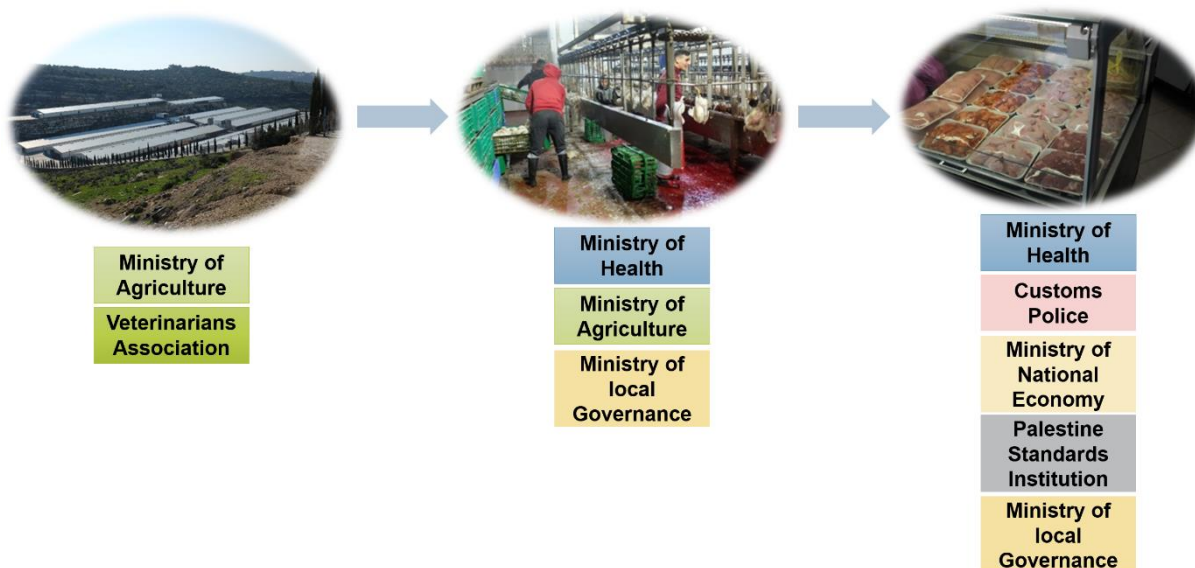 Ministry of
Agriculture
Veterinarians
Association
Ministry of
Health
Ministry of
Agriculture
Ministry of
local
Governance
Ministry of
Health
Customs
Police
Ministry of
National
Economy
Palestine
Standards
Institution
Ministry of
local
Governance